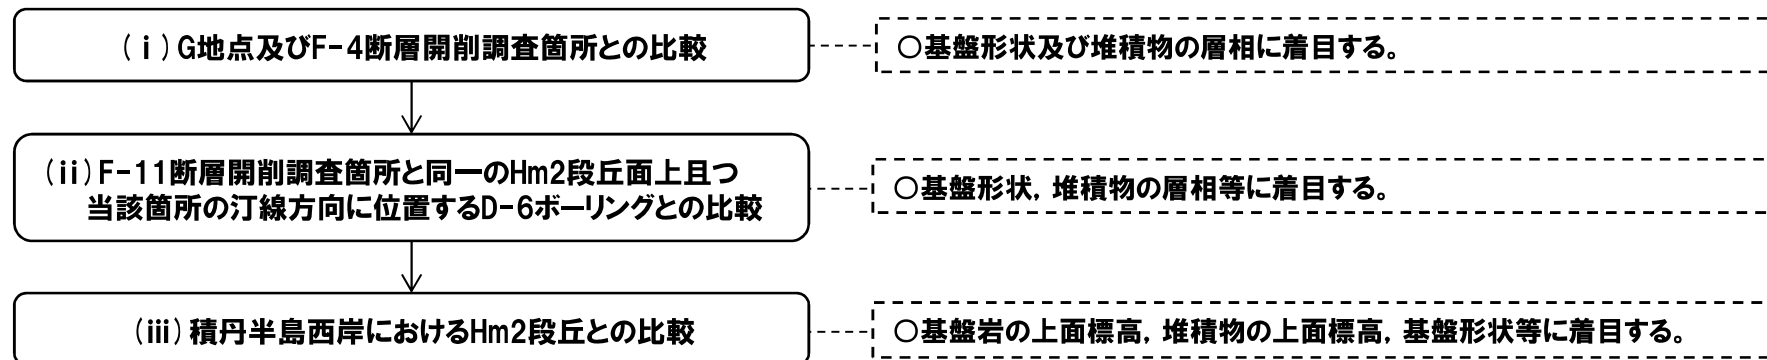 (ⅰ)G地点及びF-4断層開削調査箇所との比較
○基盤形状及び堆積物の層相に着目する。
(ⅱ)F-11断層開削調査箇所と同一のHm2段丘面上且つ
当該箇所の汀線方向に位置するD-6ボーリングとの比較
○基盤形状,堆積物の層相等に着目する。
(ⅲ)積丹半島西岸におけるHm2段丘との比較
○基盤岩の上面標高,堆積物の上面標高,基盤形状等に着目する。